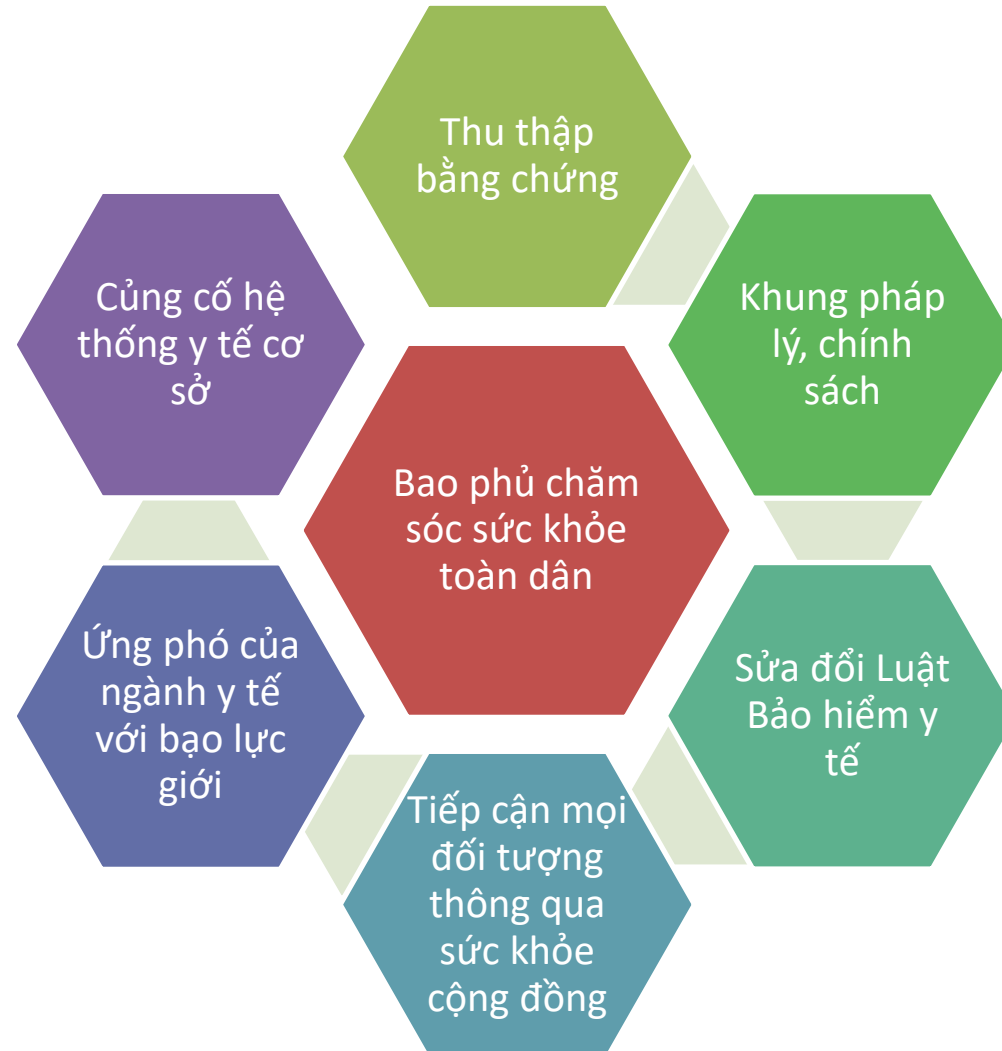 Thu thập
bằng chứng
Khung pháp
lý, chính
sách
Sửa đổi Luật
Bảo hiểm y
tế
Tiếp cận mọi
đối tượng
thông qua
sức khỏe
cộng đồng
Ứng phó của
ngành y tế
với bạo lực
giới
Củng cố hệ
thống y tế cơ
sở
Bao phủ chăm
sóc sức khỏe
toàn dân